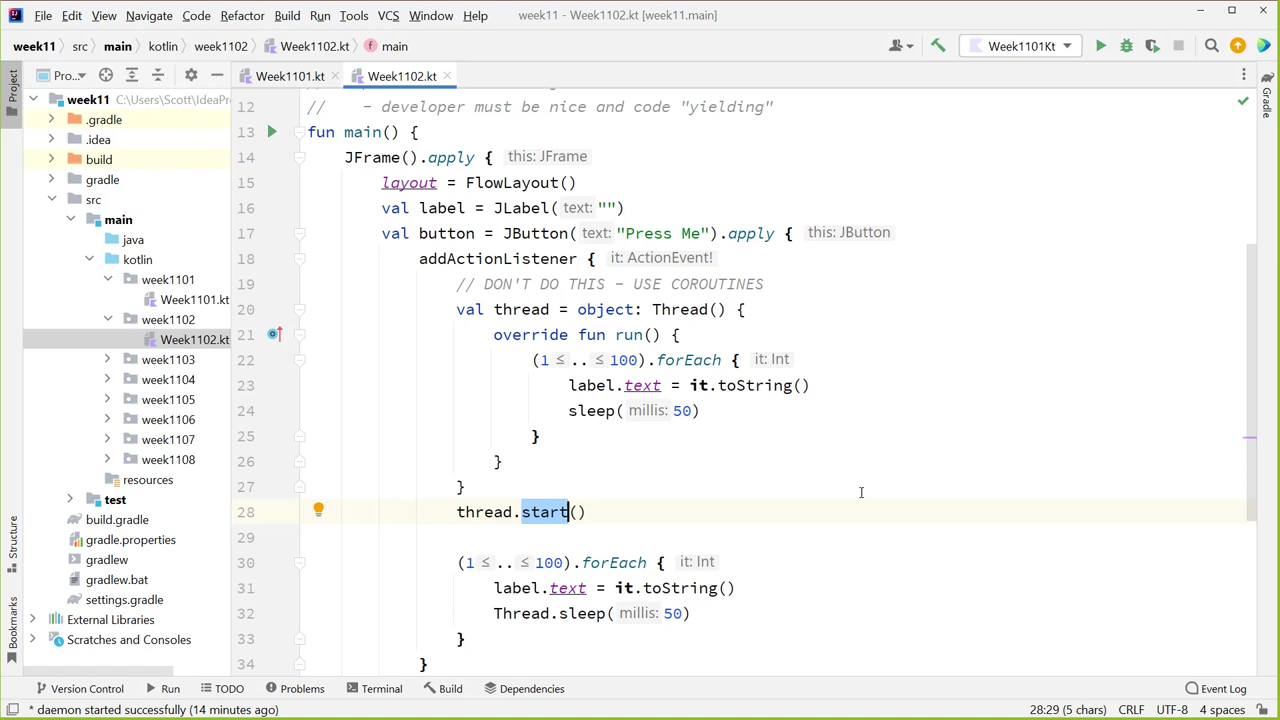 File Edit View Navigate Code Refactor Build Run Tools VCS Window Help week11 - Week1102.kt [week11.main]
week11 src main kotlin week1102 Week1102.kt main Week1101Kt
Pro... Week1101.kt Week1102.kt
Project
Gradle
Structure
Bookmarks
week11 C:\Users\Scott\IdeaPro
.gradle
.idea
build
gradle
src
main
java
kotlin
week1101
Week1101.kt
week1102
Week1102.kt
week1103
week1104
week1105
week1106
week1107
week1108
resources
test
build.gradle
gradle.properties
gradlew
gradlew.bat
settings.gradle
External Libraries
Scratches and Consoles
12 // - developer must be nice and code "yielding"
13 fun main() {
14 JFrame().apply { this: JFrame
15 layout = FlowLayout()
16 val label = JLabel( text: "")
17 val button = JButton( text: "Press Me").apply { this: JButton
18 addActionListener { it: ActionEvent!
19 // DON'T DO THIS - USE COROUTINES
20 val thread = object: Thread() {
21 override fun run() {
22 (1 ≤ .. ≤ 100).forEach { it: Int
23 label.text = it.toString()
24 sleep( millis: 50)
25 }
26 }
27 }
28 thread.start()
29
30 (1 ≤ .. ≤ 100).forEach { it: Int
31 label.text = it.toString()
32 Thread.sleep( millis: 50)
33 }
34 }
Version Control Run TODO Problems Terminal Build Dependencies Event Log
* daemon started successfully (14 minutes ago) 28:29 (5 chars) CRLF UTF-8 4 spaces